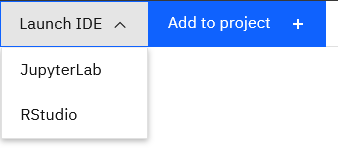 Launch IDE
Add to project +
JupyterLab
RStudio